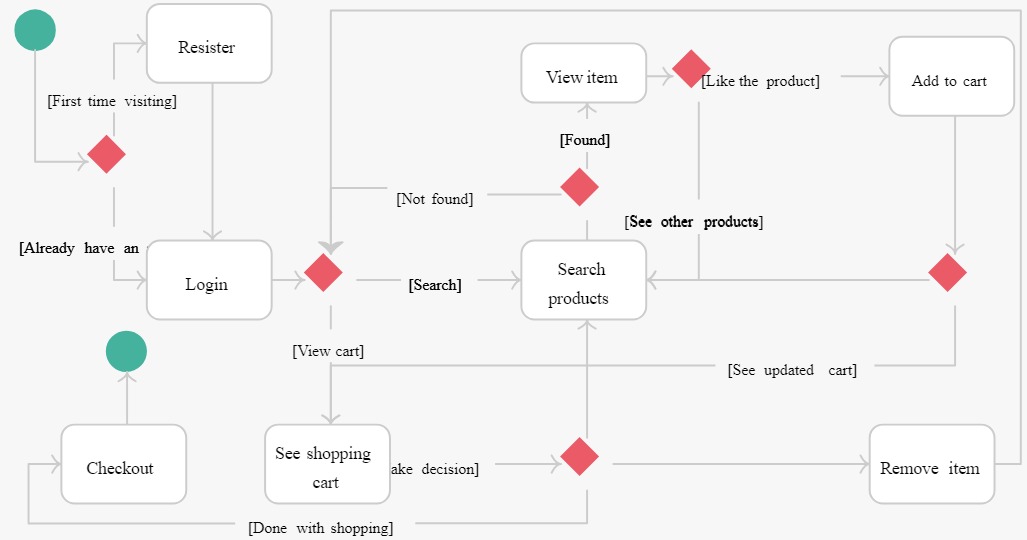 Resister
View item
[Like the product]
Add to cart
[First time visiting]
[Found]
[Not found]
[See other products]
[Already have an
Login
[Search]
Search
products
[View cart]
[See updated cart]
Checkout
See shopping
cart
ake decision]
Remove item
[Done with shopping]